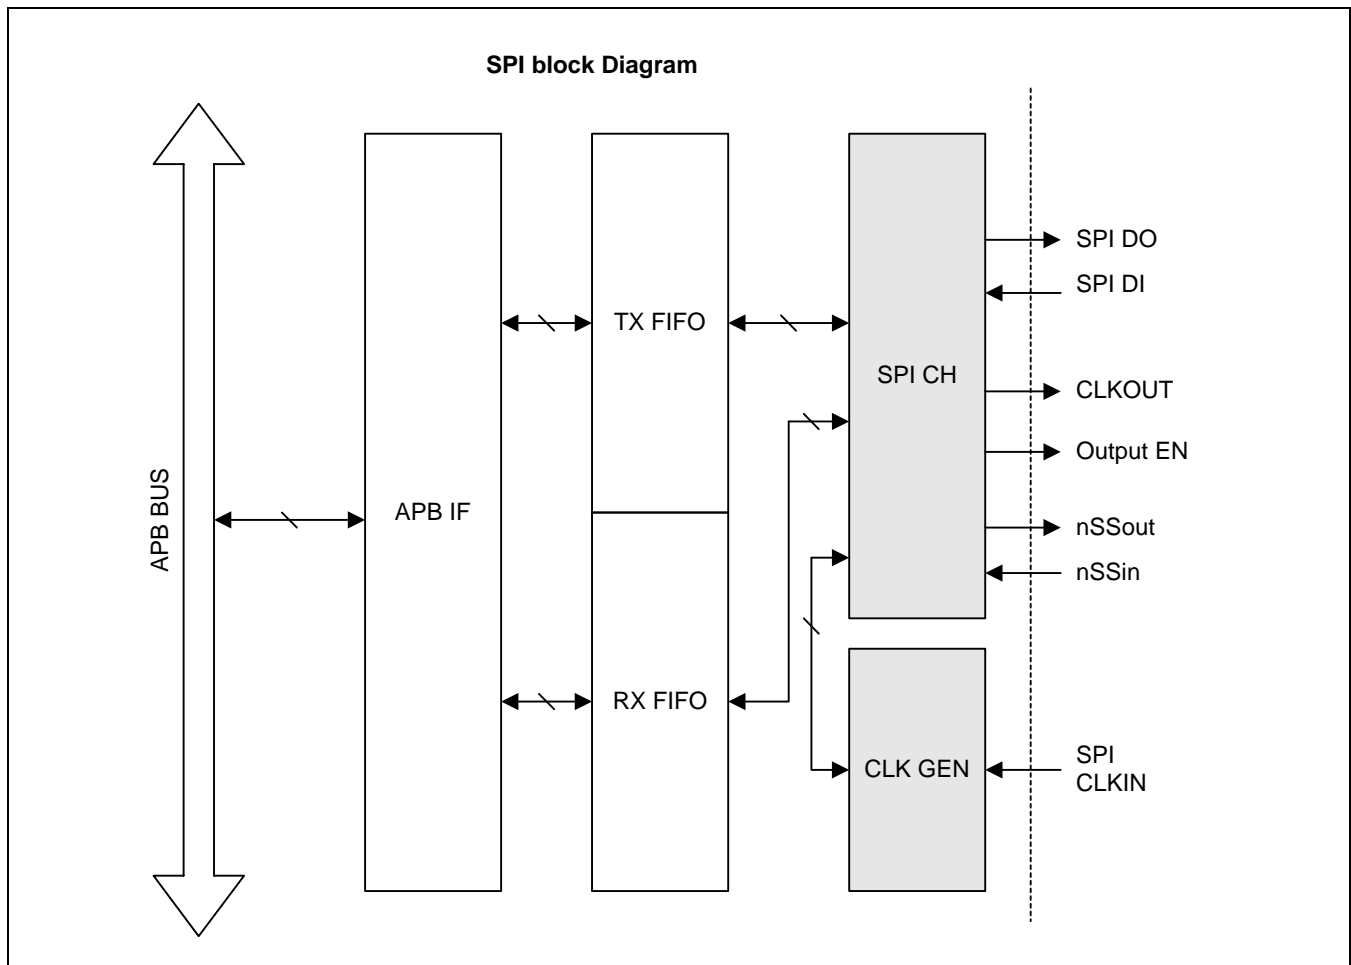 SPI block Diagram
APB BUS
APB IF
TX FIFO
RX FIFO
SPI CH
CLK GEN
SPI DO
SPI DI
CLKOUT
Output EN
nSSout
nSSin
SPI
CLKIN